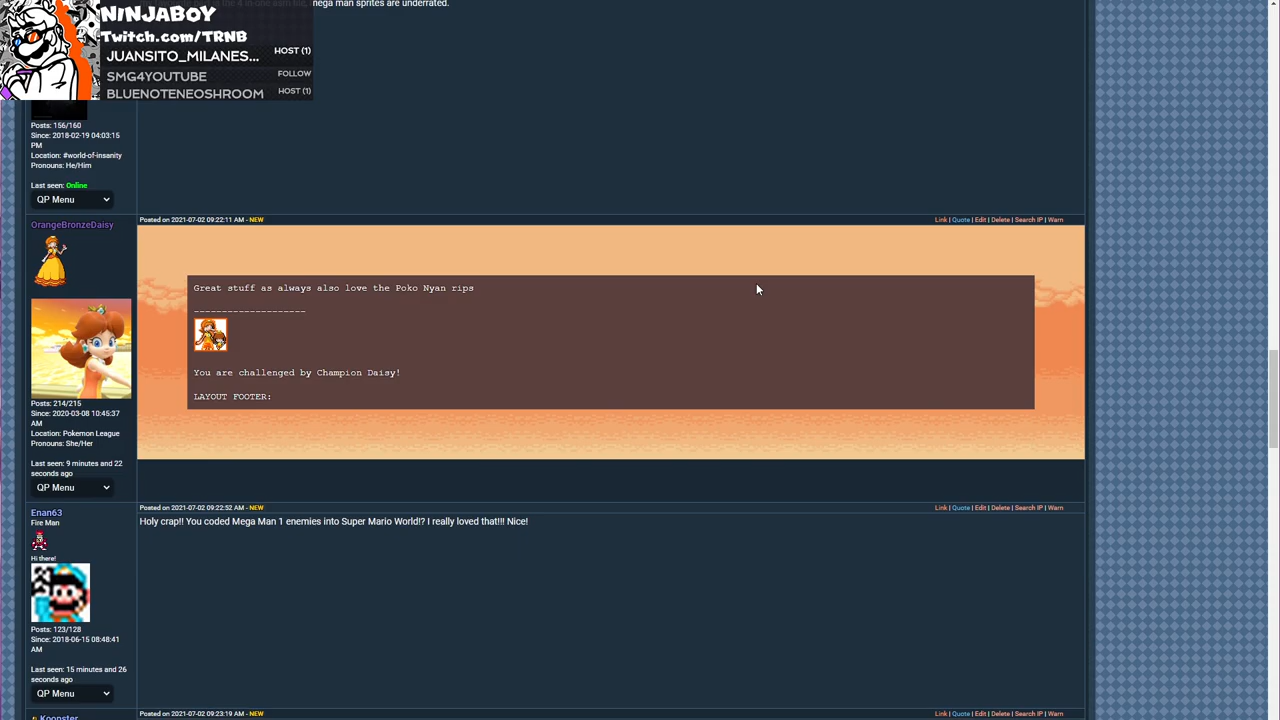 mega man sprites are underrated.
NINJABOY
Twitch.com/TRNB
JUANSITO_MILANES... HOST (1)
SMG4YOUTUBE FOLLOW
BLUENOTENEOSHROOM HOST (1)
Posts: 156/160
Since: 2018-02-19 04:03:15
PM
Location: #world-of-insanity
Pronouns: He/Him
Last seen: Online
QP Menu
Posted on 2021-07-02 09:22:11 AM - NEW
Link | Quote | Edit | Delete | Search IP | Warn
OrangeBronzeDaisy
Posts: 214/215
Since: 2020-03-08 10:45:37
AM
Location: Pokemon League
Pronouns: She/Her
Last seen: 9 minutes and 22
seconds ago
QP Menu
Great stuff as always also love the Poko Nyan rips
--------------------
You are challenged by Champion Daisy!
LAYOUT FOOTER:
Posted on 2021-07-02 09:22:52 AM - NEW
Link | Quote | Edit | Delete | Search IP | Warn
Enan63
Fire Man
Hi there!
Posts: 123/128
Since: 2018-06-15 08:48:41
AM
Last seen: 15 minutes and 26
seconds ago
QP Menu
Holy crap!! You coded Mega Man 1 enemies into Super Mario World!? I really loved that!!! Nice!
Posted on 2021-07-02 09:23:19 AM - NEW
Link | Quote | Edit | Delete | Search IP | Warn
Koopster